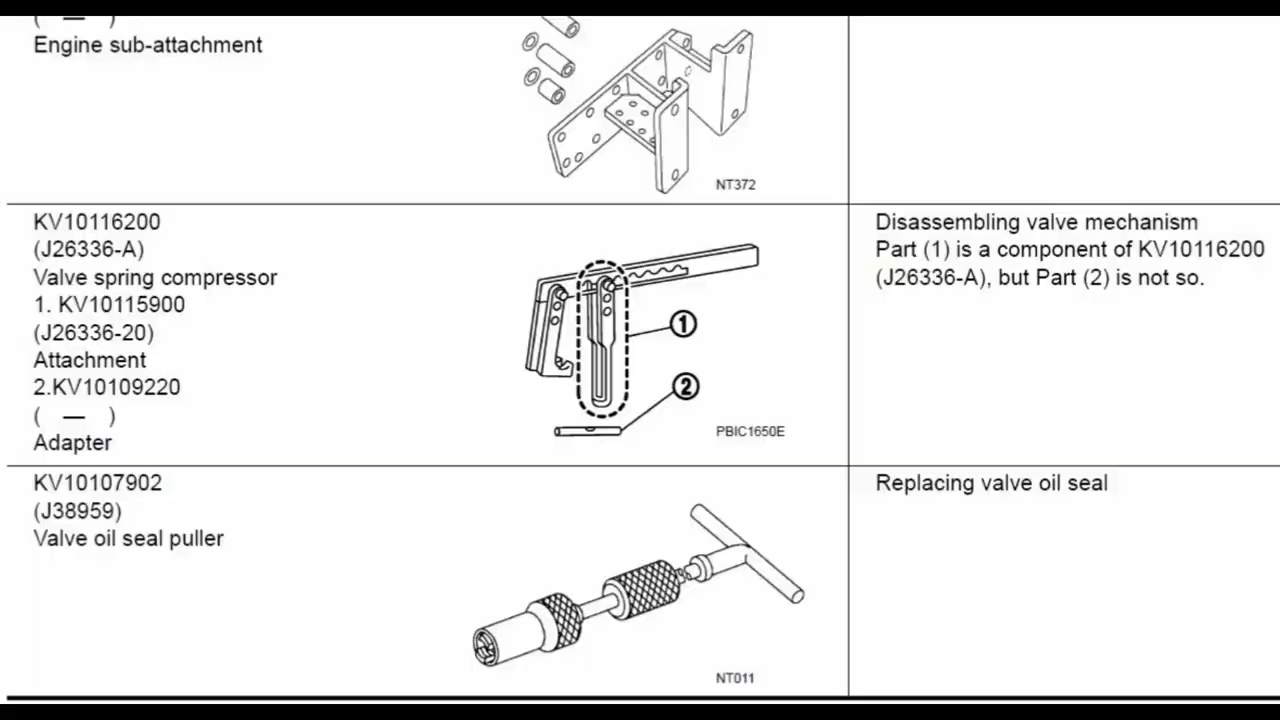 ( — )
Engine sub-attachment
NT372
KV10116200
(J26336-A)
Valve spring compressor
1. KV10115900
(J26336-20)
Attachment
2.KV10109220
( — )
Adapter
1
2
PBIC1650E
Disassembling valve mechanism
Part (1) is a component of KV10116200
(J26336-A), but Part (2) is not so.
KV10107902
(J38959)
Valve oil seal puller
NT011
Replacing valve oil seal